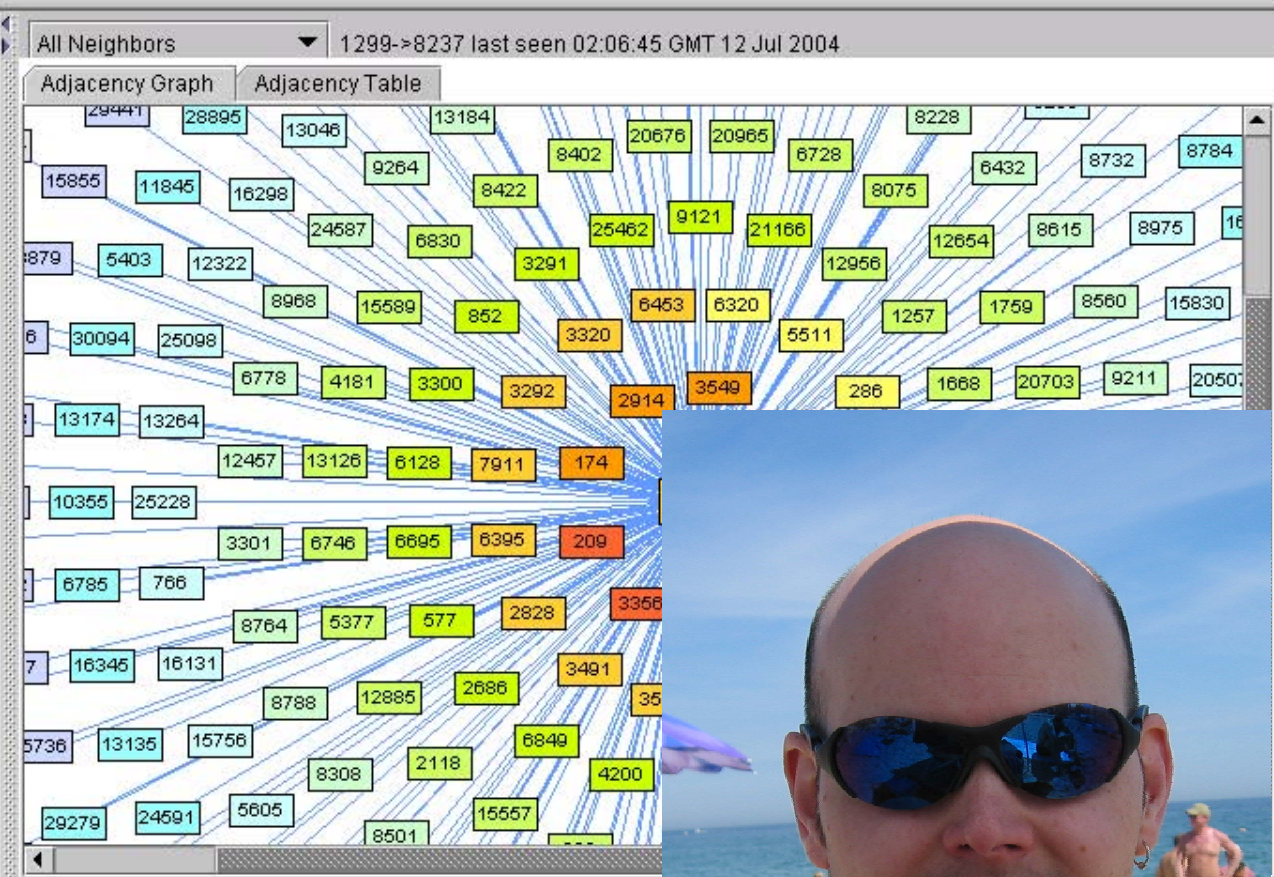 All Neighbors 1299->8237 last seen 02:06:45 GMT 12 Jul 2004
Adjacency Graph Adjacency Table
29441 28895 13046 13184 20676 20965 8228
8402 6728 6432 8732 8784
15855 11845 16298 9264 8422 8075
24587 6830 25462 9121 21166 12654 8615 8975
5403 12322 3291 12956
8968 15589 852 6453 6320 1257 1759 8560 15830
30094 25098 3320 5511
6778 4181 3300 3292 2914 3549 286 1668 20703 9211 20507
13174 13264
12457 13126 6128 7911 174
10355 25228
3301 6746 6695 6395 209
6785 766
8764 5377 577 2828 3356
16345 16131 3491
8788 12885 2686
13135 15756 6849
8308 2118 4200
29279 24591 5605 15557
8501